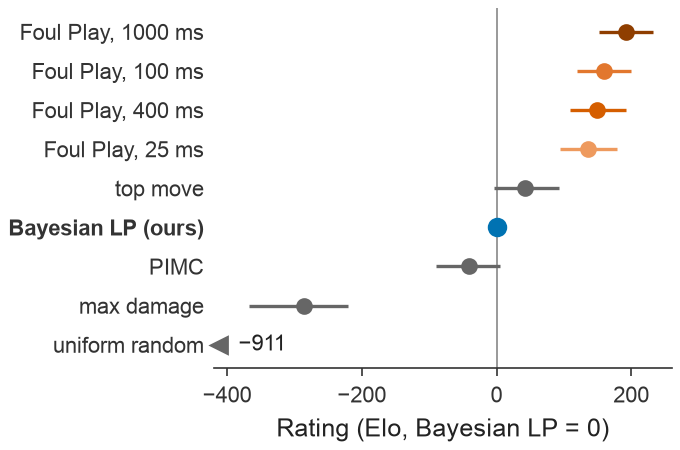 Foul Play, 1000 ms
Foul Play, 100 ms
Foul Play, 400 ms
Foul Play, 25 ms
top move
Bayesian LP (ours)
PIMC
max damage
uniform random −911
−400 −200 0 200
Rating (Elo, Bayesian LP = 0)